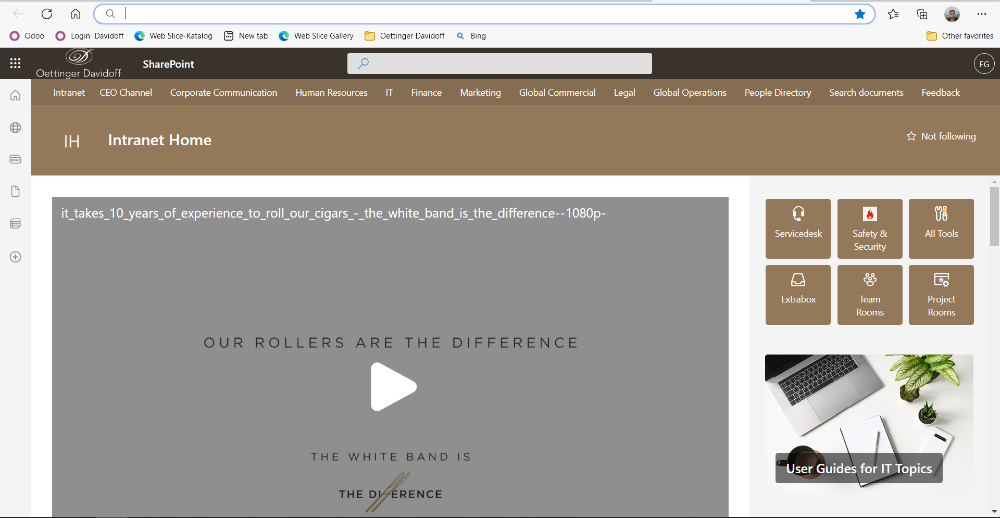 Odoo Login Davidoff Web Slice-Katalog New tab Web Slice Gallery Oettinger Davidoff Bing Other favorites
Oettinger Davidoff
SharePoint
FG
Intranet CEO Channel Corporate Communication Human Resources IT Finance Marketing Global Commercial Legal Global Operations People Directory Search documents Feedback
IH
Intranet Home
Not following
it_takes_10_years_of_experience_to_roll_our_cigars_-_the_white_band_is_the_difference--1080p-
OUR ROLLERS ARE THE DIFFERENCE
THE WHITE BAND IS
THE DIFFERENCE
Servicedesk
Safety &
Security
All Tools
Extrabox
Team
Rooms
Project
Rooms
User Guides for IT Topics